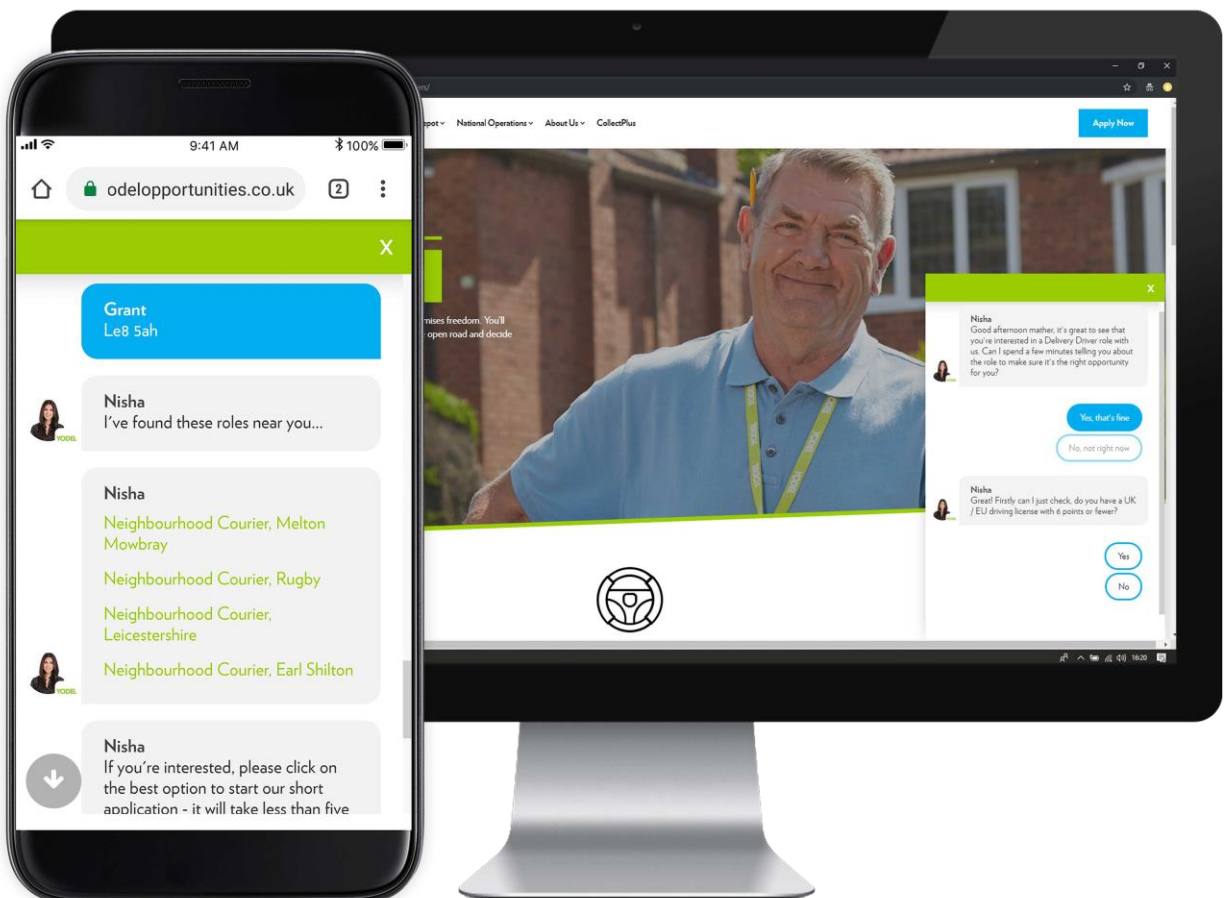 9:41 AM
100%
odelopportunities.co.uk
2
X
Grant
Le8 5ah
Nisha
I've found these roles near you...
YODEL
Nisha
Neighbourhood Courier, Melton
Mowbray
Neighbourhood Courier, Rugby
Neighbourhood Courier,
Leicestershire
Neighbourhood Courier, Earl Shilton
YODEL
Nisha
If you're interested, please click on
the best option to start our short
application - it will take less than five
National Operations
About Us
CollectPlus
Apply Now
mises freedom. You'll
open road and decide
YODEL
YODEL
X
Nisha
Good afternoon mather, it's great to see that
you're interested in a Delivery Driver role with
us. Can I spend a few minutes telling you about
the role to make sure it's the right opportunity
for you?
YODEL
Yes, that's fine
No, not right now
Nisha
Great! Firstly can I just check, do you have a UK
/ EU driving license with 6 points or fewer?
YODEL
Yes
No
16:20